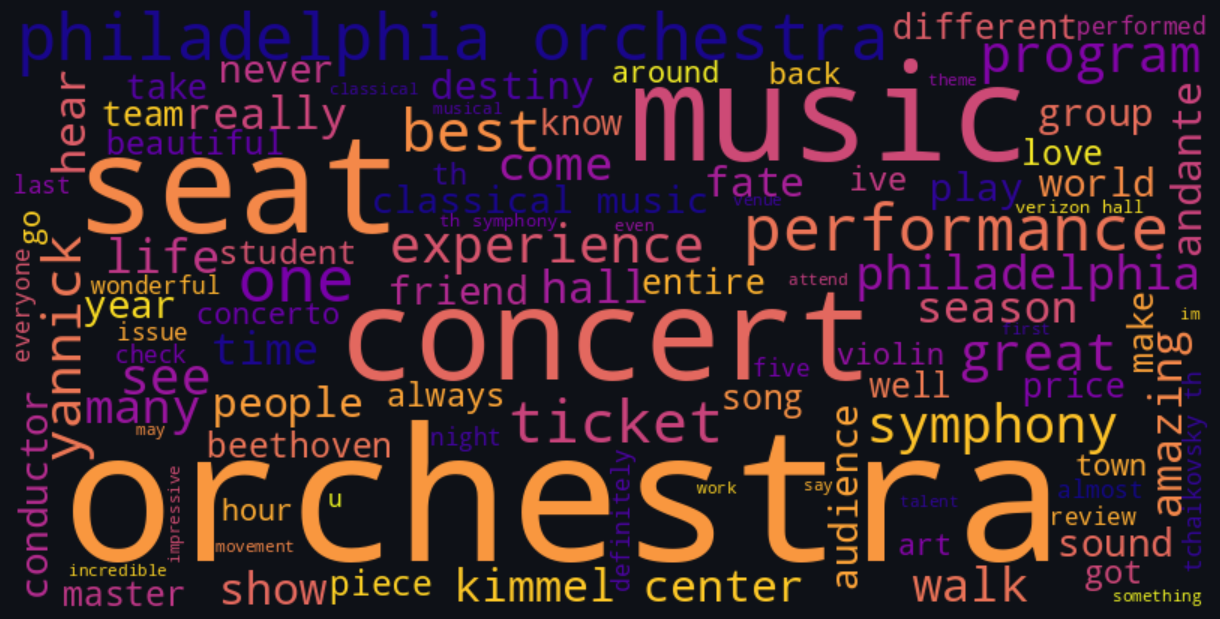 philadelphia orchestra
different
performed
program
never
take
classical
destiny
around
back
theme
hear
team
really
musical
best
know
music
group
andante
beautiful
love
seat
come
th
fate
ive
play
world
last
classical music
venue
verizon hall
go
th symphony
even
performance
life
student
experience
yannick
everyone
wonderful
one
friend
hall
entire
attend
philadelphia
year
concerto
season
make
im
issue
concert
first
check
time
five
violin
great
amazing
see
well
price
many
people
always
song
ticket
symphony
conductor
may
beethoven
night
audience
town
tchaikovsky th
orchestra
definitely
work
say
almost
impressive
hour
u
talent
review
movement
art
sound
incredible
master
show
piece
kimmel center
walk
got
something